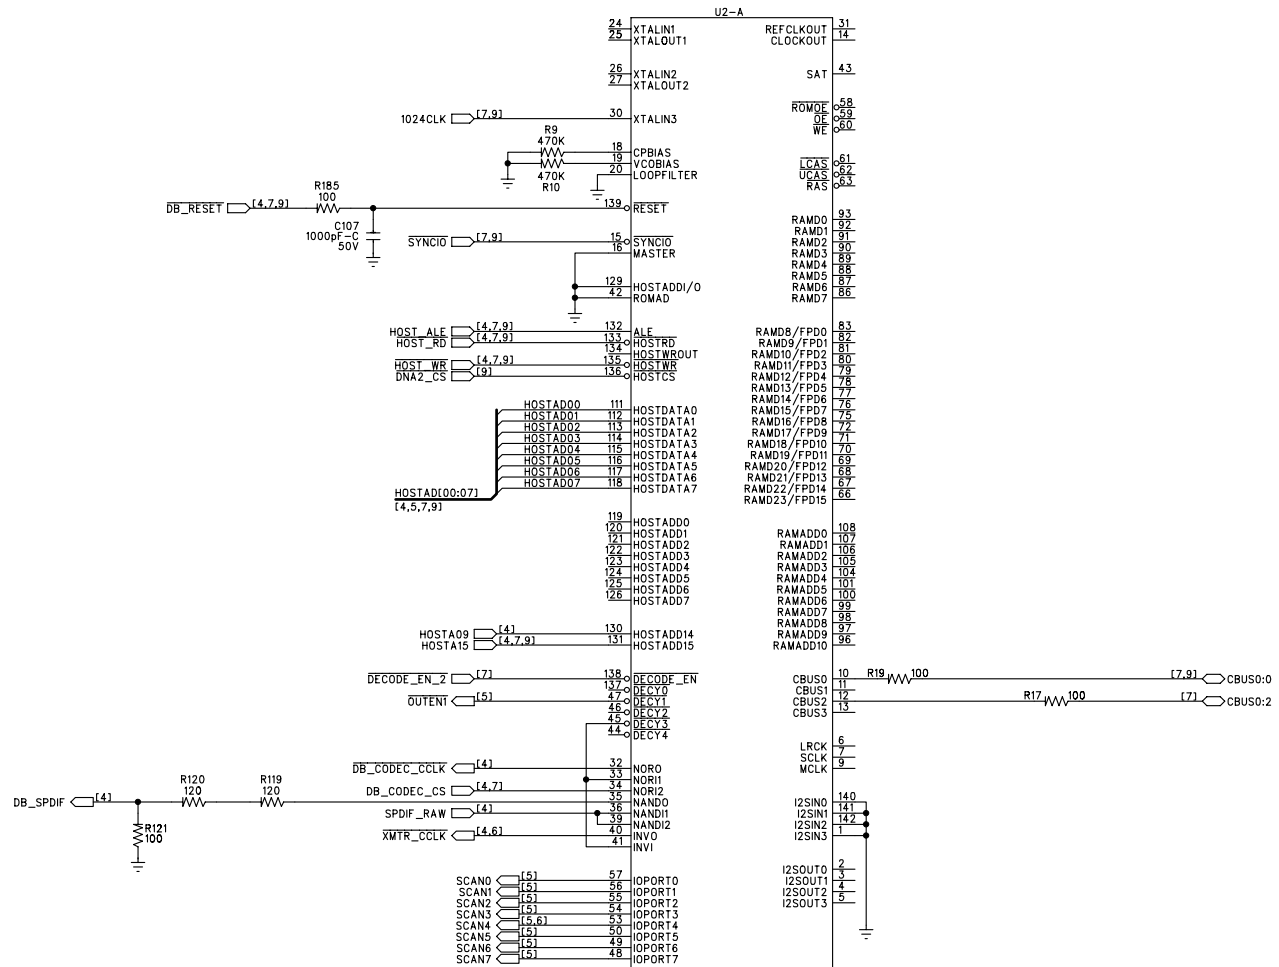 U2-A
24 XTALIN1 REFCLKOUT 31
25 XTALOUT1 CLOCKOUT 14
26 XTALIN2 SAT 43
27 XTALOUT2
ROMOE 58
1024CLK [7,9] 30 XTALIN3 OE 59
WE 60
R9
470K
18 CPBIAS
19 VCOBIAS LCAS 61
20 LOOPFILTER UCAS 62
470K
R10
RAS 63
R185
100
DB_RESET [4,7,9] 139 RESET
C107
1000pF-C
50V
RAMD0 93
RAMD1 92
SYNCIO [7,9] 15 SYNCIO RAMD2 91
16 MASTER RAMD3 90
RAMD4 89
RAMD5 88
129 HOSTADDI/O RAMD6 87
42 ROMAD RAMD7 86
HOST_ALE [4,7,9] 132 ALE RAMD8/FPD0 83
HOST_RD [4,7,9] 133 HOSTRD RAMD9/FPD1 82
134 HOSTWROUT RAMD10/FPD2 81
HOST_WR [4,7,9] 135 HOSTWR RAMD11/FPD3 80
DNA2_CS [9] 136 HOSTCS RAMD12/FPD4 79
RAMD13/FPD5 78
RAMD14/FPD6 77
HOSTAD00 111 HOSTDATA0 RAMD15/FPD7 76
HOSTAD01 112 HOSTDATA1 RAMD16/FPD8 75
HOSTAD02 113 HOSTDATA2 RAMD17/FPD9 72
HOSTAD03 114 HOSTDATA3 RAMD18/FPD10 71
HOSTAD04 115 HOSTDATA4 RAMD19/FPD11 70
HOSTAD05 116 HOSTDATA5 RAMD20/FPD12 69
HOSTAD06 117 HOSTDATA6 RAMD21/FPD13 68
HOSTAD07 118 HOSTDATA7 RAMD22/FPD14 67
HOSTAD[00:07] RAMD23/FPD15 66
[4,5,7,9]
119 HOSTADD0
120 HOSTADD1 RAMADD0 108
121 HOSTADD2 RAMADD1 107
122 HOSTADD3 RAMADD2 106
123 HOSTADD4 RAMADD3 105
124 HOSTADD5 RAMADD4 104
125 HOSTADD6 RAMADD5 101
126 HOSTADD7 RAMADD6 100
RAMADD7 99
RAMADD8 98
HOSTA09 [4] 130 HOSTADD14 RAMADD9 97
HOSTA15 [4,7,9] 131 HOSTADD15 RAMADD10 96
DECODE_EN_2 [7] 138 DECODE_EN CBUS0 10 R19 100 [7,9] CBUS0:0
137 DECY0 CBUS1 11
OUTEN1 [5] 47 DECY1 CBUS2 12 R17 100 [7] CBUS0:2
46 DECY2 CBUS3 13
45 DECY3
44 DECY4
LRCK 6
SCLK 7
DB_CODEC_CCLK [4] 32 NORO MCLK 9
33 NORI1
DB_CODEC_CS [4,7] 34 NORI2
R120
120
R119
120
DB_SPDIF [4] 35 NANDO I2SIN0 140
SPDIF_RAW [4] 36 NANDI1 I2SIN1 141
39 NANDI2 I2SIN2 142
R121
100
XMTR_CCLK [4,6] 40 INVO I2SIN3 1
41 INVI
I2SOUT0 2
SCAN0 [5] 57 IOPORT0 I2SOUT1 3
SCAN1 [5] 56 IOPORT1 I2SOUT2 4
SCAN2 [5] 55 IOPORT2 I2SOUT3 5
SCAN3 [5] 54 IOPORT3
SCAN4 [5,6] 53 IOPORT4
SCAN5 [5] 50 IOPORT5
SCAN6 [5] 49 IOPORT6
SCAN7 [5] 48 IOPORT7